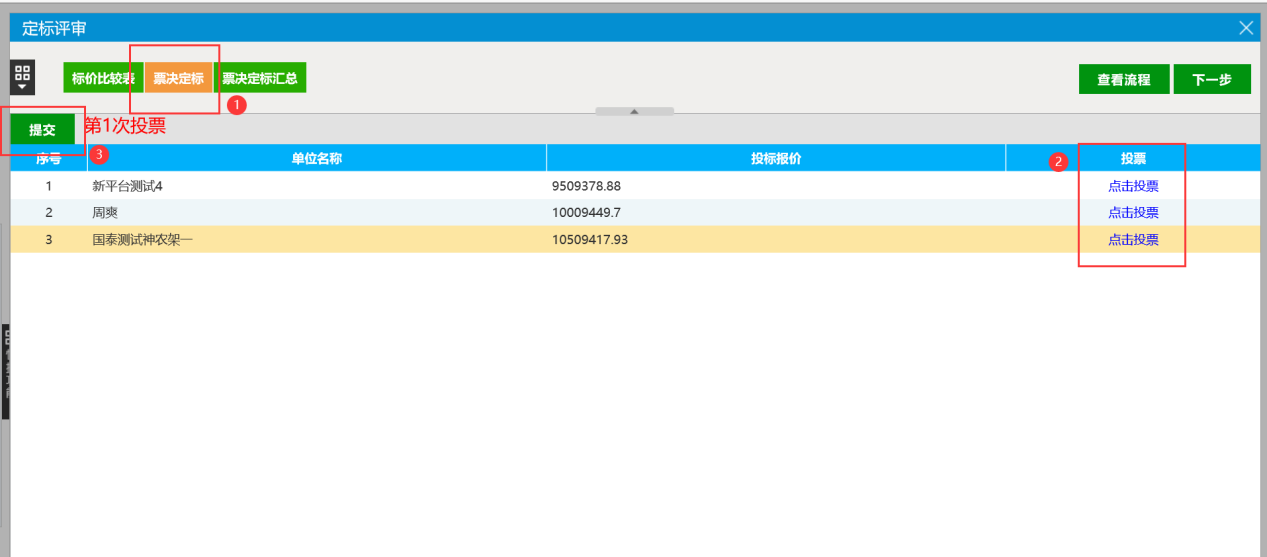 定标评审
标价比较表 票决定标 票决定标汇总 查看流程 下一步
1
提交 第1次投票
序号 3 单位名称 投标报价 2 投票
1 新平台测试4 9509378.88 点击投票
2 周爽 10009449.7 点击投票
3 国泰测试神农架一 10509417.93 点击投票